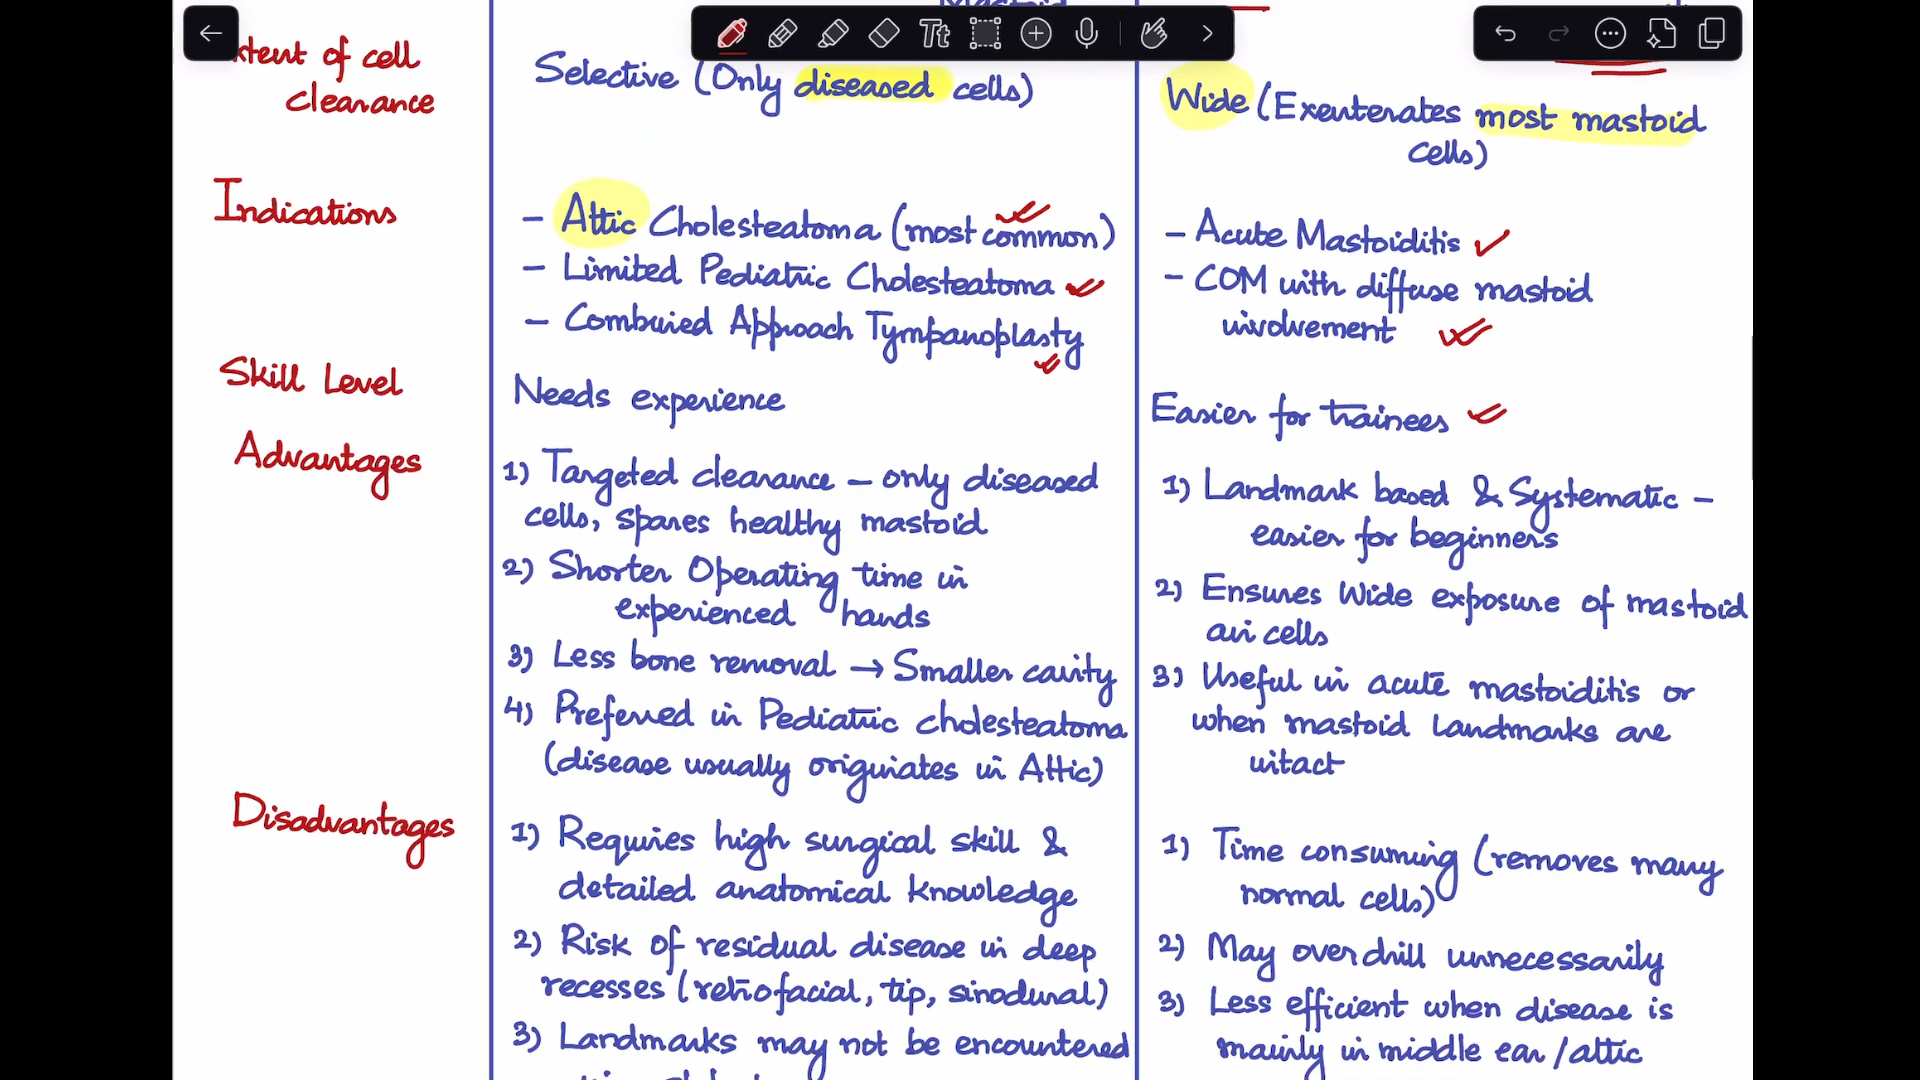 Tt
xtent of cell
clearance
Selective (Only diseased cells)
Wide (Exenterates most mastoid
cells)
Indications
- Attic Cholesteatoma (most common)
- Limited Pediatric Cholesteatoma
- Combined Approach Tympanoplasty
- Acute Mastoiditis
- COM with diffuse mastoid
involvement
Skill Level
Needs experience
Easier for trainees
Advantages
1) Targeted clearance - only diseased
cells, spares healthy mastoid
2) Shorter Operating time in
experienced hands
3) Less bone removal → Smaller cavity
4) Preferred in Pediatric cholesteatoma
(disease usually originates in Attic)
1) Landmark based & Systematic -
easier for beginners
2) Ensures Wide exposure of mastoid
air cells
3) Useful in acute mastoiditis or
when mastoid landmarks are
intact
Disadvantages
1) Requires high surgical skill &
detailed anatomical knowledge
2) Risk of residual disease in deep
recesses (retrofacial, tip, sinodural)
3) Landmarks may not be encountered
1) Time consuming (removes many
normal cells)
2) May overdrill unnecessarily
3) Less efficient when disease is
mainly in middle ear/attic